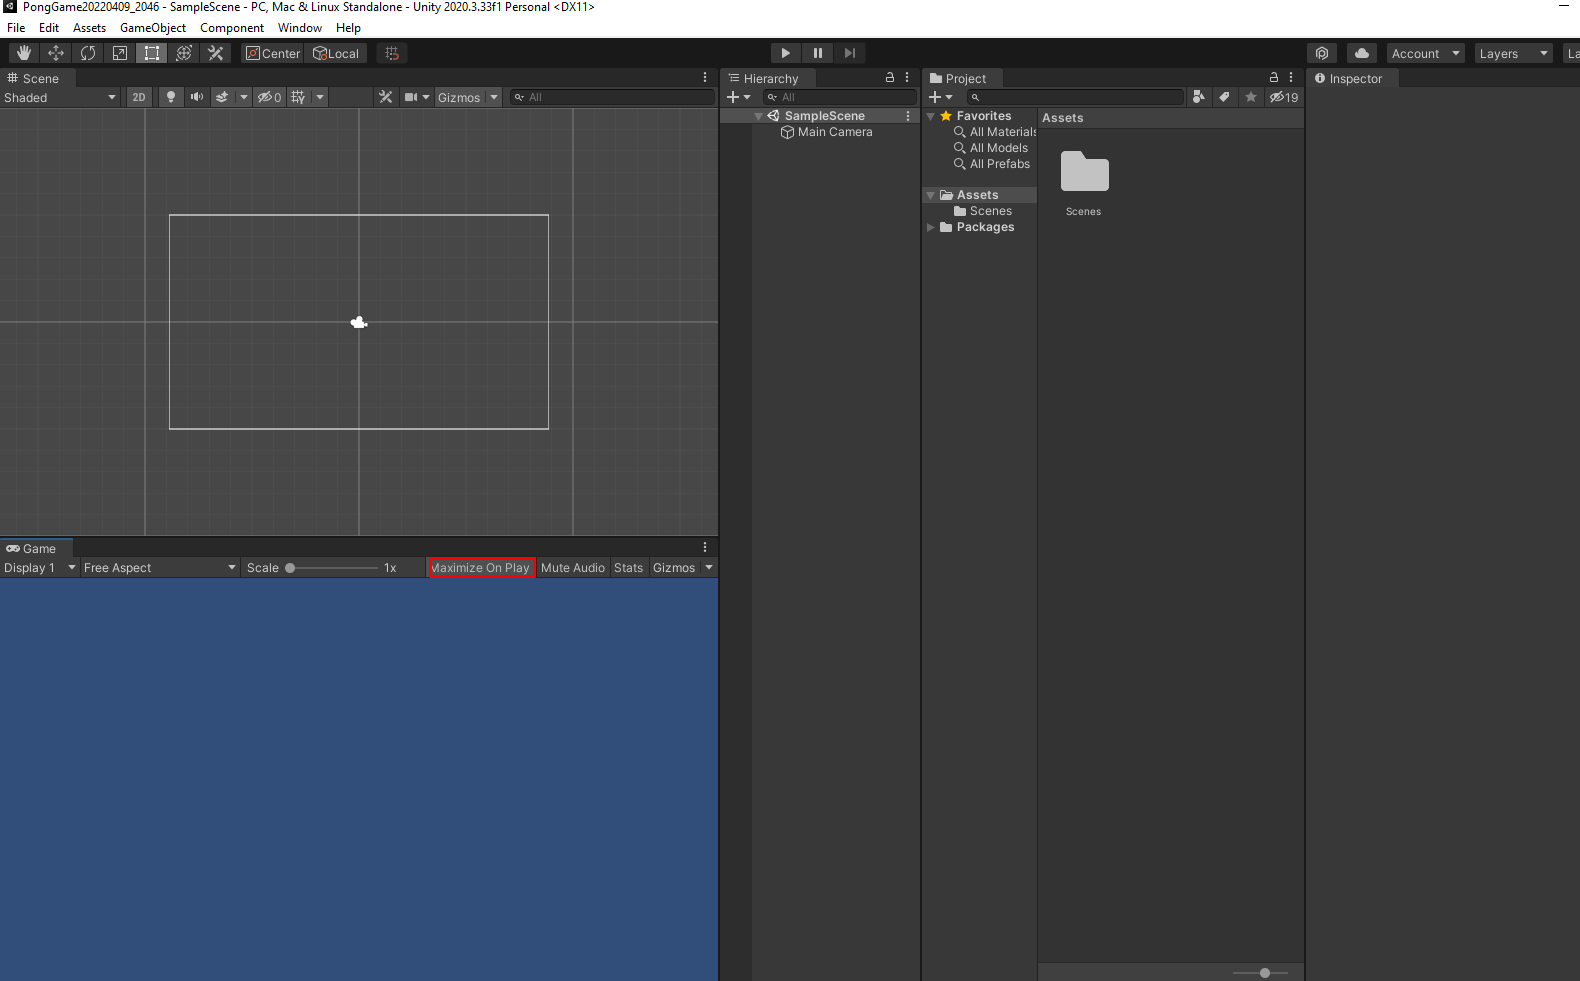 PongGame20220409_2046 - SampleScene - PC, Mac & Linux Standalone - Unity 2020.3.33f1 Personal <DX11>
File Edit Assets GameObject Component Window Help
Center Local Account Layers La
Scene
Shaded 2D 0 Gizmos All
Hierarchy
All
SampleScene
Main Camera
Project
19
Favorites
All Materials
All Models
All Prefabs
Assets
Scenes
Packages
Assets
Scenes
Inspector
Game
Display 1 Free Aspect Scale 1x Maximize On Play Mute Audio Stats Gizmos